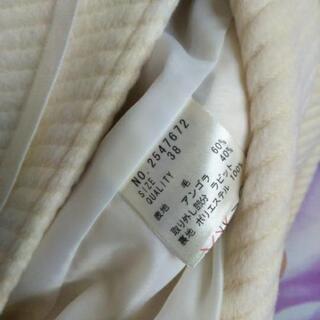 NO. 2547672
SIZE 38
QUALITY
表地 毛 60%
アンゴラ 40%
取り外し部分 ラビット
裏地 ポリエステル 100%